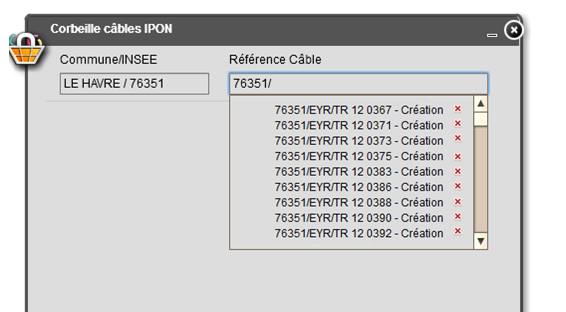 Corbeille câbles IPON
Commune/INSEE
Référence Câble
LE HAVRE / 76351
76351/
76351/EYR/TR 12 0367 - Création
76351/EYR/TR 12 0371 - Création
76351/EYR/TR 12 0373 - Création
76351/EYR/TR 12 0375 - Création
76351/EYR/TR 12 0383 - Création
76351/EYR/TR 12 0386 - Création
76351/EYR/TR 12 0388 - Création
76351/EYR/TR 12 0390 - Création
76351/EYR/TR 12 0392 - Création